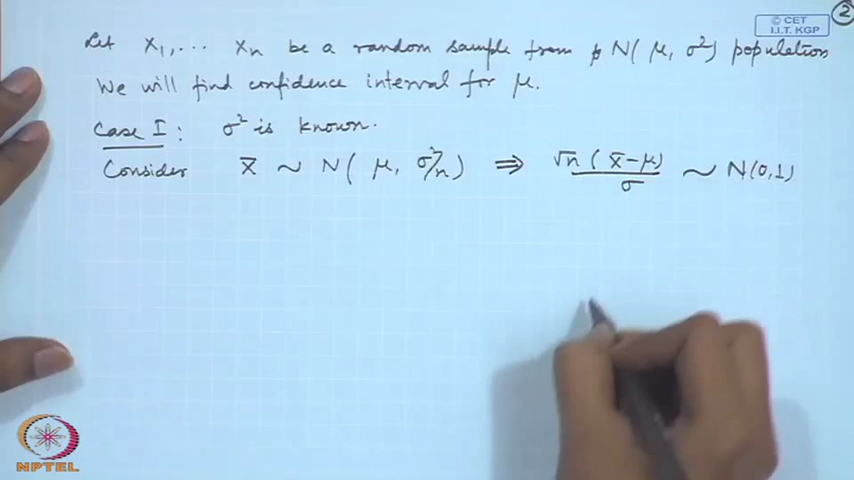 2
© CET
I.I.T. KGP
Let X₁,... Xₙ be a random sample from N(μ, σ²) population
We will find confidence interval for μ.
Case I: σ² is known.
Consider X̄ ~ N(μ, σ²/n) ⇒ √n(X̄-μ)/σ ~ N(0,1)
NPTEL